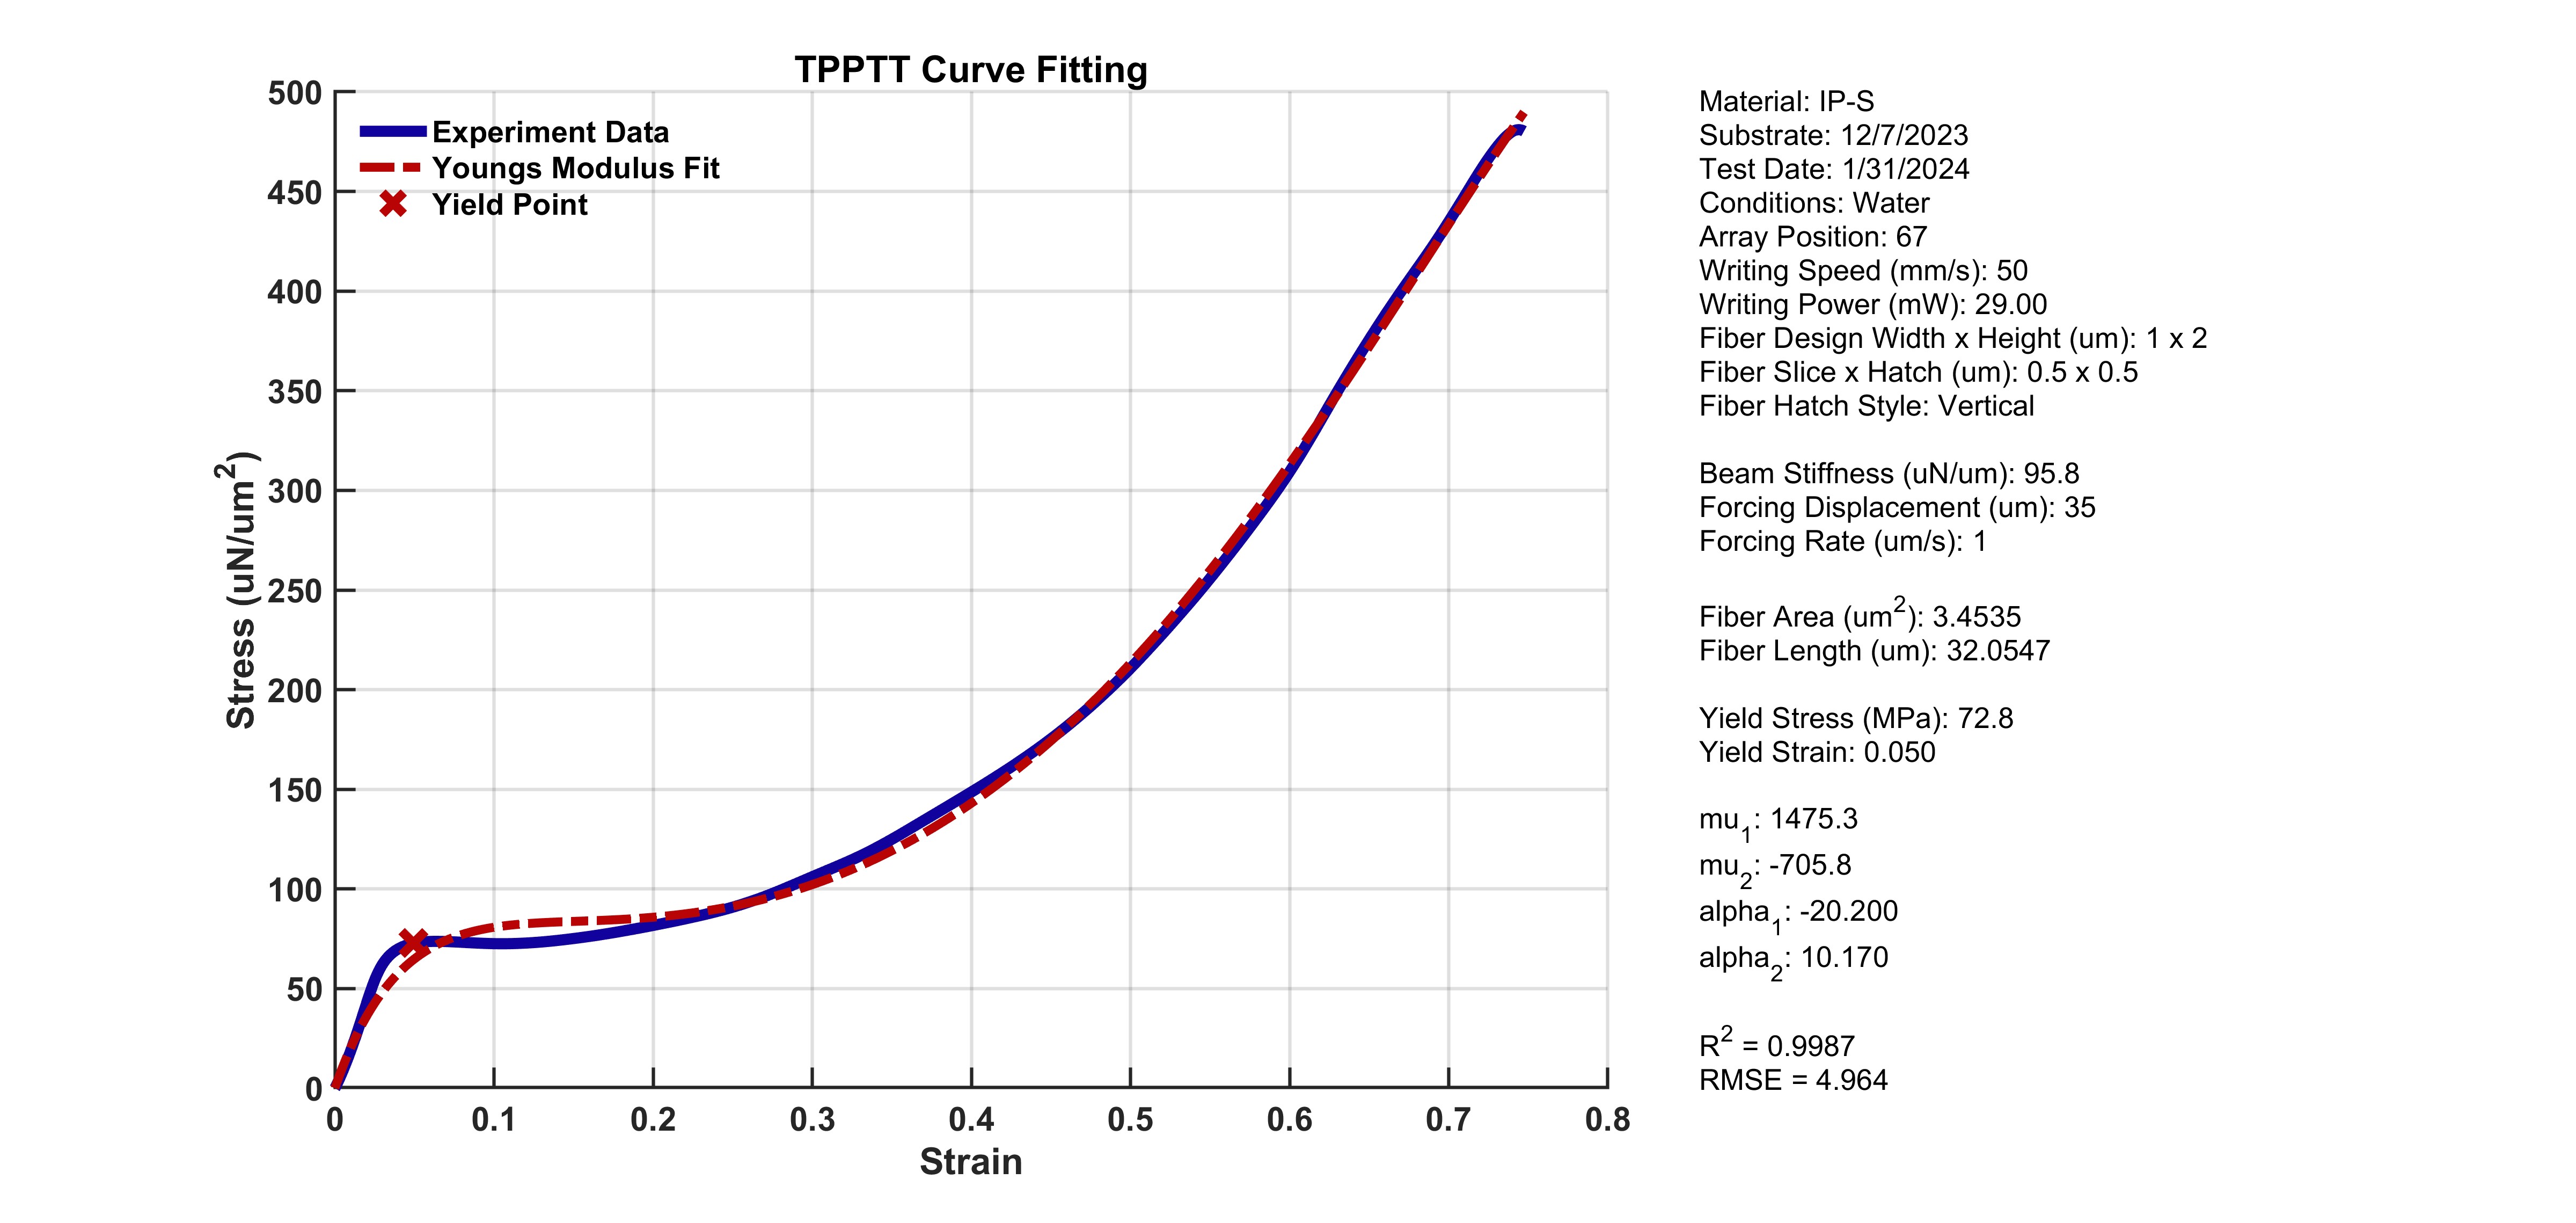 TPPTT Curve Fitting
500
450
400
350
300
250
200
150
100
50
0
Stress (uN/um²)
Experiment Data
Youngs Modulus Fit
Yield Point
0 0.1 0.2 0.3 0.4 0.5 0.6 0.7 0.8
Strain
Material: IP-S
Substrate: 12/7/2023
Test Date: 1/31/2024
Conditions: Water
Array Position: 67
Writing Speed (mm/s): 50
Writing Power (mW): 29.00
Fiber Design Width x Height (um): 1 x 2
Fiber Slice x Hatch (um): 0.5 x 0.5
Fiber Hatch Style: Vertical
Beam Stiffness (uN/um): 95.8
Forcing Displacement (um): 35
Forcing Rate (um/s): 1
Fiber Area (um²): 3.4535
Fiber Length (um): 32.0547
Yield Stress (MPa): 72.8
Yield Strain: 0.050
mu₁: 1475.3
mu₂: -705.8
alpha₁: -20.200
alpha₂: 10.170
R² = 0.9987
RMSE = 4.964